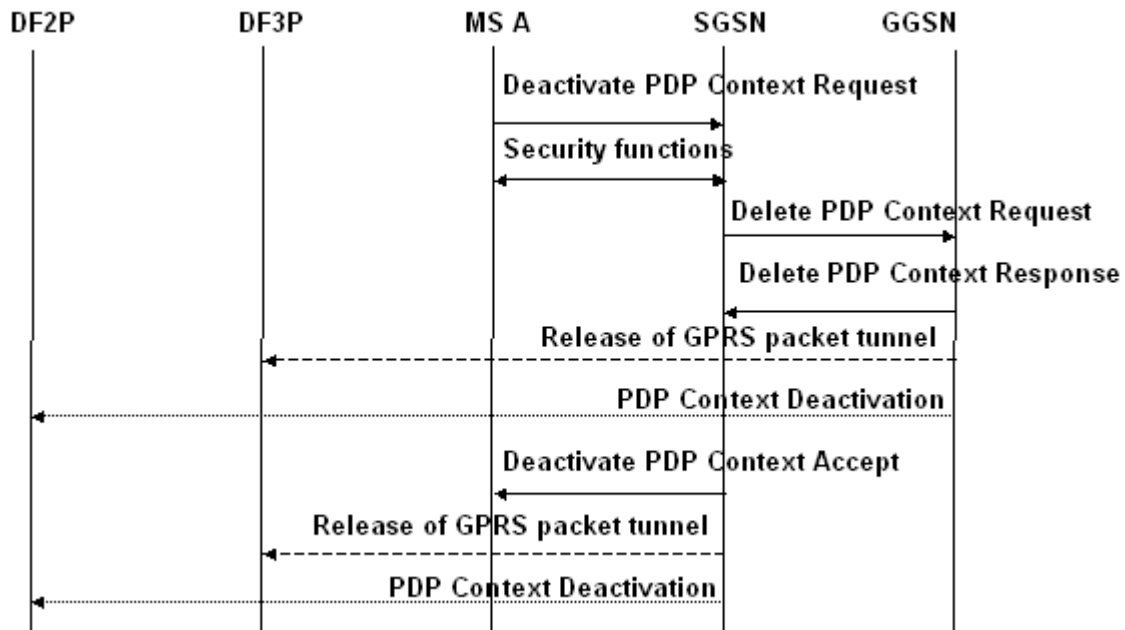 DF2P DF3P MS A SGSN GGSN
Deactivate PDP Context Request
Security functions
Delete PDP Context Request
Delete PDP Context Response
Release of GPRS packet tunnel
PDP Context Deactivation
Deactivate PDP Context Accept
Release of GPRS packet tunnel
PDP Context Deactivation